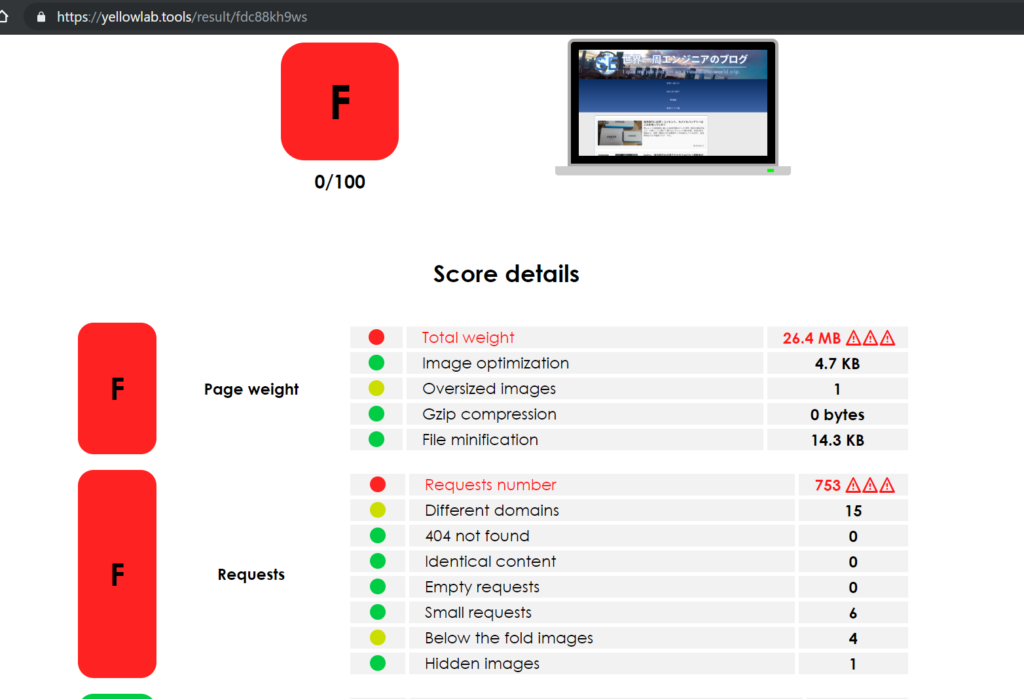 https://yellowlab.tools/result/fdc88kh9ws
F
0/100
世界一周エンジニアのブログ
Score details
F
Page weight
Total weight 26.4 MB
Image optimization 4.7 KB
Oversized images 1
Gzip compression 0 bytes
File minification 14.3 KB
F
Requests
Requests number 753
Different domains 15
404 not found 0
Identical content 0
Empty requests 0
Small requests 6
Below the fold images 4
Hidden images 1